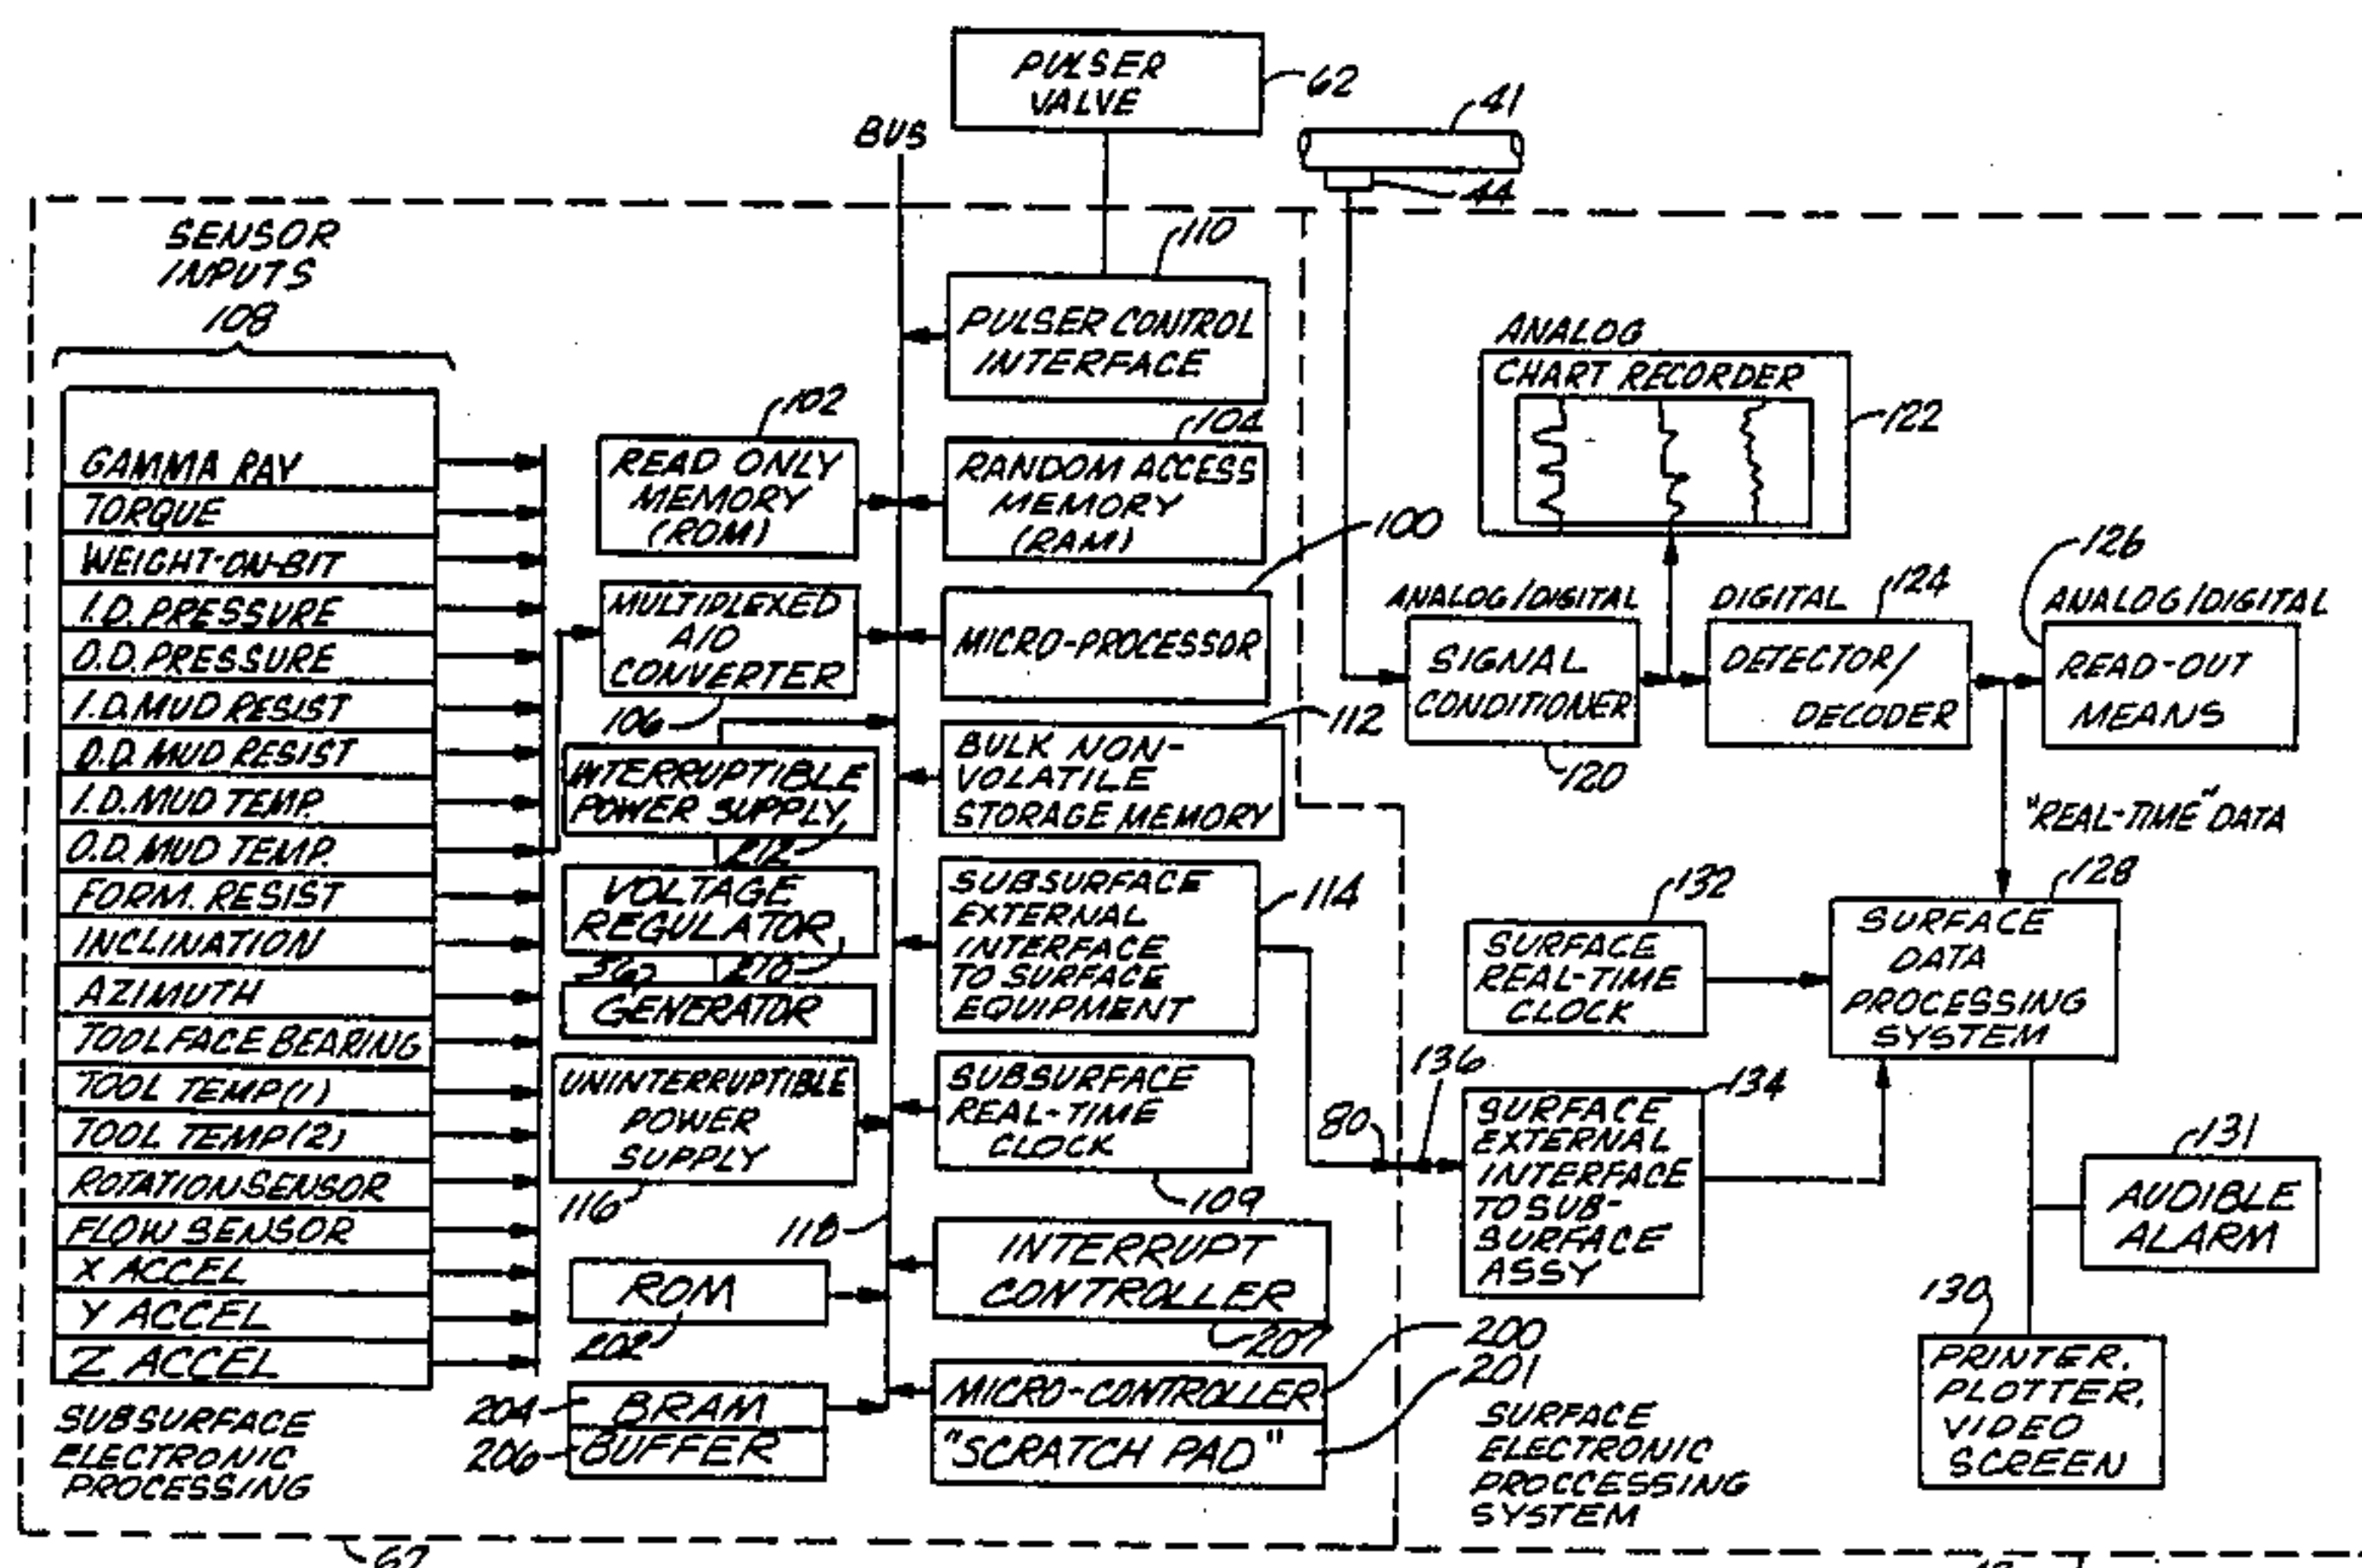 PULSER
VALVE
62
BUS
41
44
SENSOR
INPUTS
108
GAMMA RAY
TORQUE
WEIGHT-ON-BIT
I.D. PRESSURE
O.D. PRESSURE
I.D. MUD RESIST
O.D. MUD RESIST
I.D. MUD TEMP.
O.D. MUD TEMP.
FORM. RESIST
INCLINATION
AZIMUTH
TOOLFACE BEARING
TOOL TEMP (1)
TOOL TEMP (2)
ROTATION SENSOR
FLOW SENSOR
X ACCEL
Y ACCEL
Z ACCEL
SUBSURFACE
ELECTRONIC
PROCESSING
67
102
READ ONLY
MEMORY
(ROM)
MULTIPLEXED
A/D
CONVERTER
106
INTERRUPTIBLE
POWER SUPPLY
212
VOLTAGE
REGULATOR
210
362
GENERATOR
UNINTERRUPTIBLE
POWER
SUPPLY
116
118
ROM
202
204
BRAM
206
BUFFER
110
PULSER CONTROL
INTERFACE
104
RANDOM ACCESS
MEMORY
(RAM)
100
MICRO-PROCESSOR
112
BULK NON-
VOLATILE
STORAGE MEMORY
SUBSURFACE
EXTERNAL
INTERFACE
TO SURFACE
EQUIPMENT
114
SUBSURFACE
REAL-TIME
CLOCK
109
INTERRUPT
CONTROLLER
207
MICRO-CONTROLLER
200
"SCRATCH PAD"
201
ANALOG
CHART RECORDER
122
ANALOG/DIGITAL
SIGNAL
CONDITIONER
120
DIGITAL
124
DETECTOR/
DECODER
126
ANALOG/DIGITAL
READ-OUT
MEANS
"REAL-TIME" DATA
132
SURFACE
REAL-TIME
CLOCK
128
SURFACE
DATA
PROCESSING
SYSTEM
80
136
134
SURFACE
EXTERNAL
INTERFACE
TO SUB-
SURFACE
ASSY
131
AUDIBLE
ALARM
130
PRINTER,
PLOTTER,
VIDEO
SCREEN
SURFACE
ELECTRONIC
PROCCESSING
SYSTEM